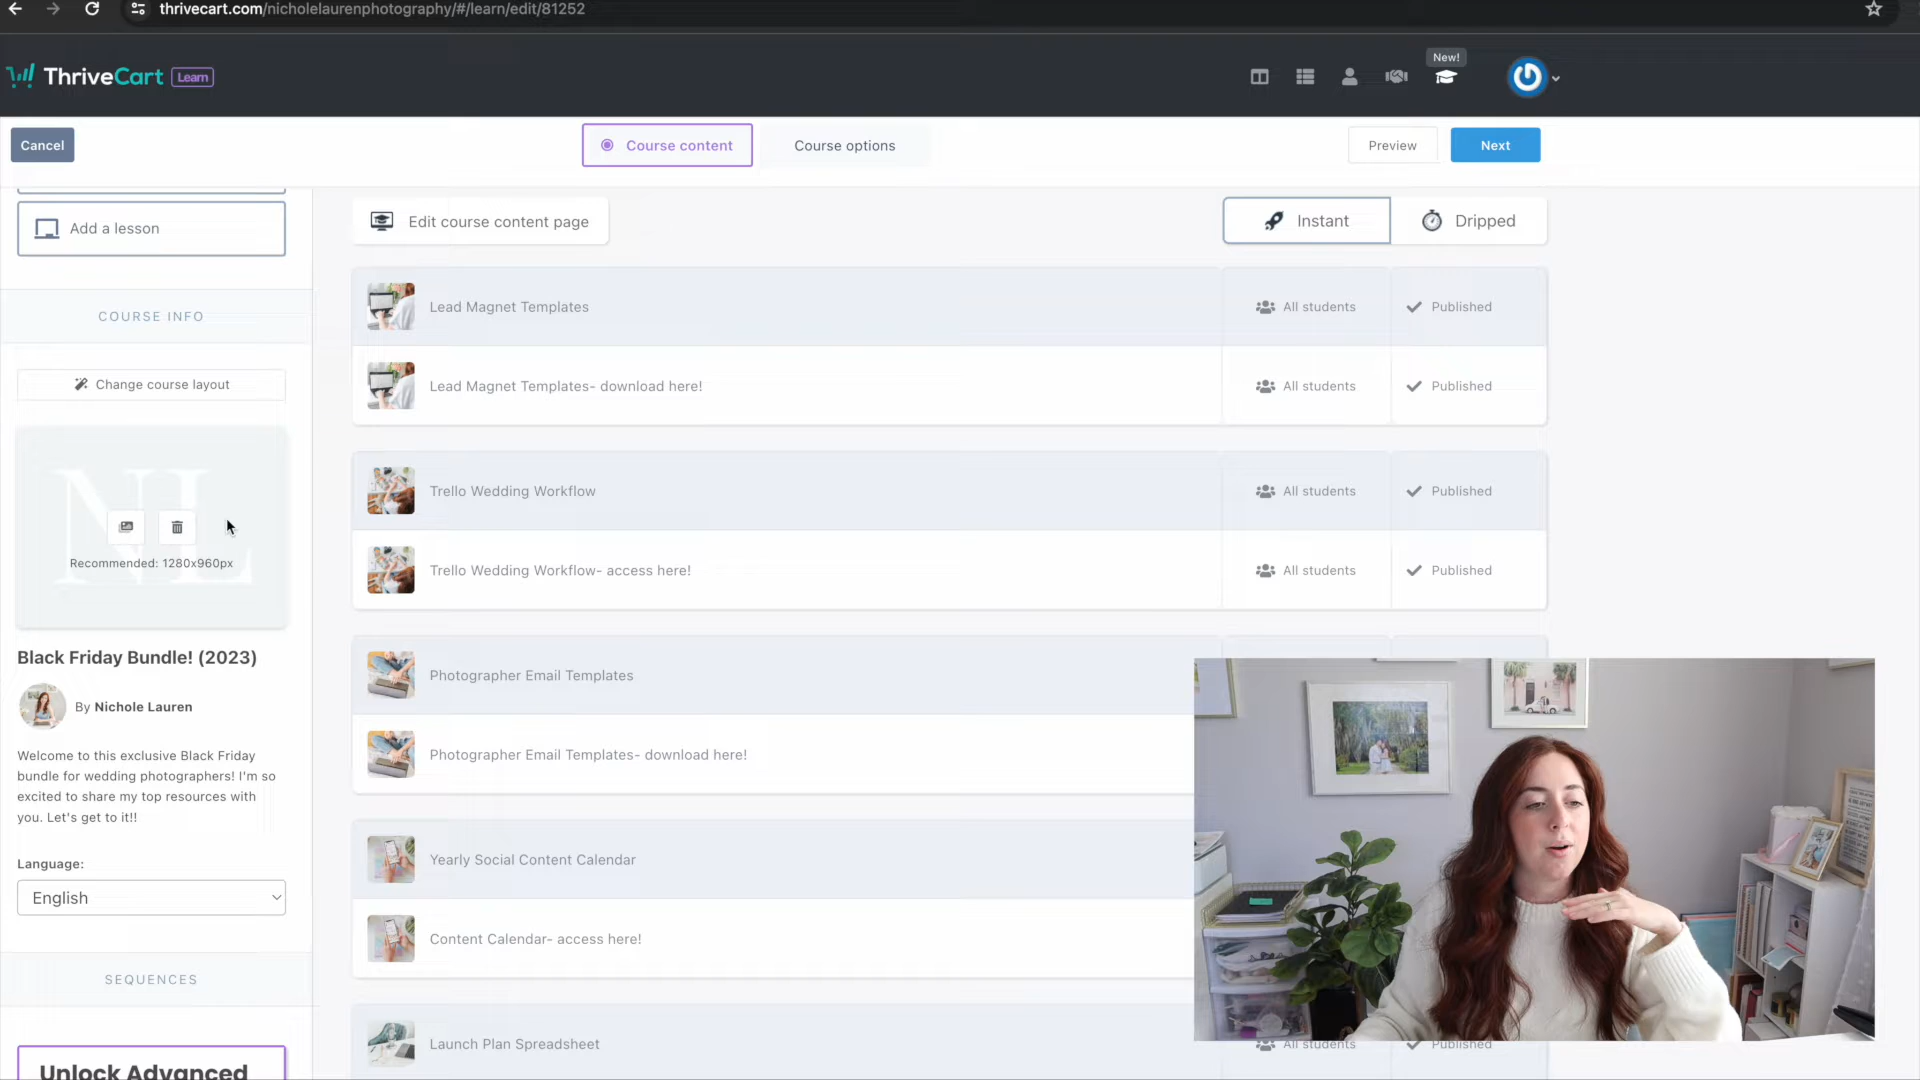 thrivecart.com/nicholelaurenphotography/#/learn/edit/81252
New!
ThriveCart Learn
Cancel
Course content
Course options
Preview
Next
Add a lesson
Edit course content page
Instant
Dripped
COURSE INFO
Lead Magnet Templates
All students
Published
Change course layout
Lead Magnet Templates- download here!
All students
Published
NL
Recommended: 1280x960px
Trello Wedding Workflow
All students
Published
Trello Wedding Workflow- access here!
All students
Published
Black Friday Bundle! (2023)
By Nichole Lauren
Photographer Email Templates
Welcome to this exclusive Black Friday
bundle for wedding photographers! I'm so
excited to share my top resources with
you. Let's get to it!!
Photographer Email Templates- download here!
Language:
English
Yearly Social Content Calendar
Content Calendar- access here!
SEQUENCES
Launch Plan Spreadsheet
All students
Published
Unlock Advanced